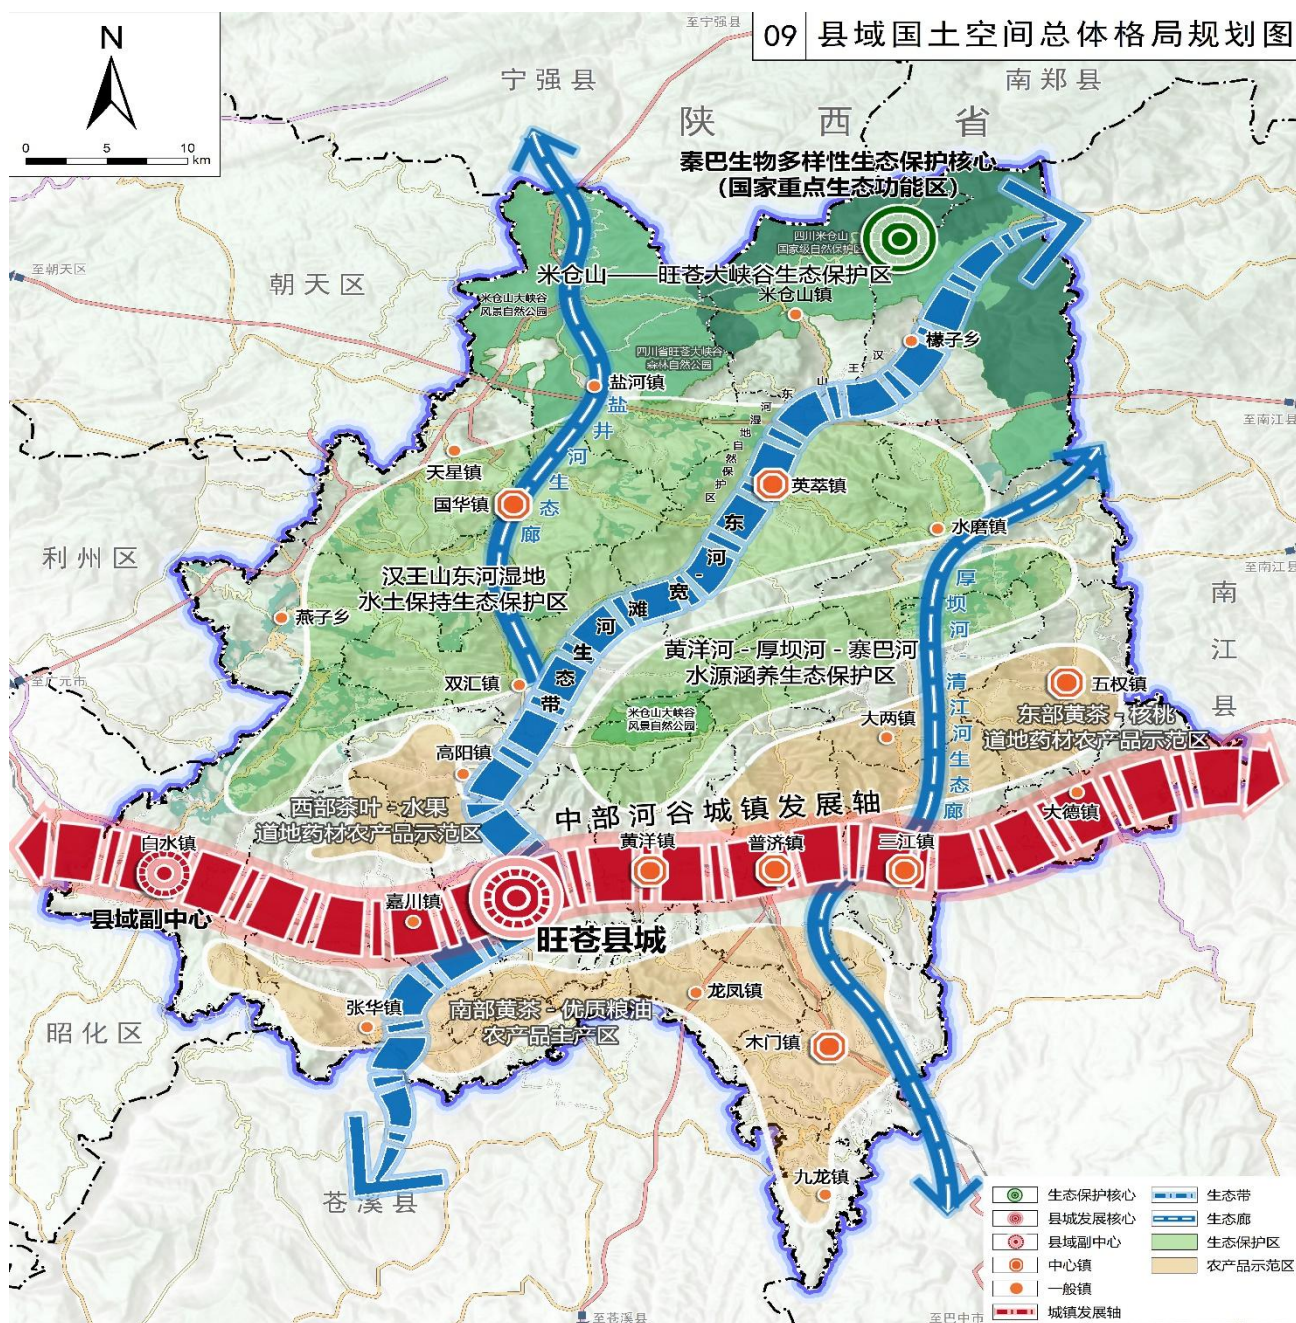 09 县域国土空间总体格局规划图
N
0 5 10 km
至宁强县
宁强县
南郑县
陕西省
秦巴生物多样性生态保护核心
（国家重点生态功能区）
四川米仓山
国家级自然保护区
至朝天区
朝天区
米仓山——旺苍大峡谷生态保护区
米仓山大峡谷
风景自然公园
米仓山镇
四川省旺苍大峡谷
森林自然公园
檬子乡
盐河镇
汉王山东河湿地自然保护区
至南江县
盐井河生态廊
天星镇
国华镇
英萃镇
水磨镇
利州区
至南江县
南江县
汉王山东河湿地
水土保持生态保护区
燕子乡
东河-宽滩河生态带
厚坝河-清江河生态廊
黄洋河-厚坝河-寨巴河
水源涵养生态保护区
至广元市
双汇镇
五权镇
米仓山大峡谷
风景自然公园
大两镇
东部黄茶-核桃
道地药材农产品示范区
高阳镇
西部茶叶-水果
道地药材农产品示范区
中部河谷城镇发展轴
大德镇
白水镇
黄洋镇
普济镇
三江镇
县域副中心
嘉川镇
旺苍县城
张华镇
南部黄茶-优质粮油
农产品主产区
龙凤镇
昭化区
木门镇
九龙镇
苍溪县
至苍溪县
至巴中市
生态保护核心
县城发展核心
县域副中心
中心镇
一般镇
城镇发展轴
生态带
生态廊
生态保护区
农产品示范区